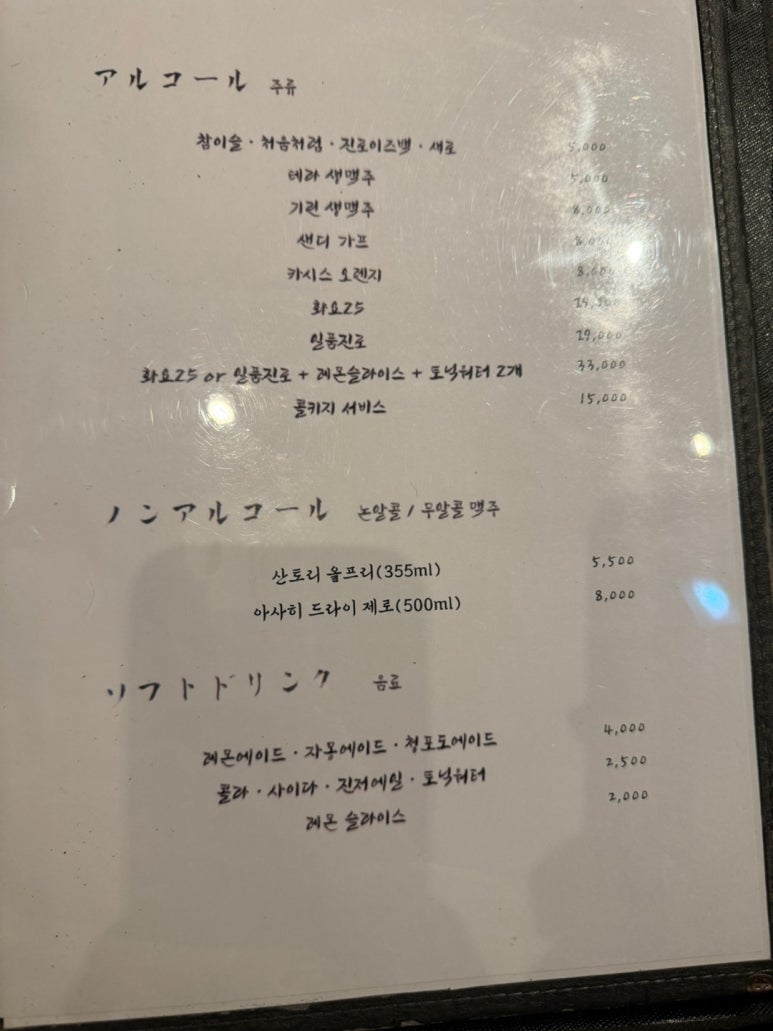 アルコール 주류
참이슬 · 처음처럼 · 진로이즈백 · 새로 5,000
테라 생맥주 5,000
기린 생맥주 8,000
샌디 가프 8,000
카시스 오렌지 8,000
화요25
일품진로 29,000
화요25 or 일품진로 + 레몬슬라이스 + 토닉워터 2개 33,000
콜키지 서비스 15,000
ノンアルコール 논알콜 / 무알콜 맥주
산토리 올프리(355ml) 5,500
아사히 드라이 제로(500ml) 8,000
ソフトドリンク 음료
레몬에이드 · 자몽에이드 · 청포도에이드 4,000
콜라 · 사이다 · 진저에일 · 토닉워터 2,500
레몬 슬라이스 2,000